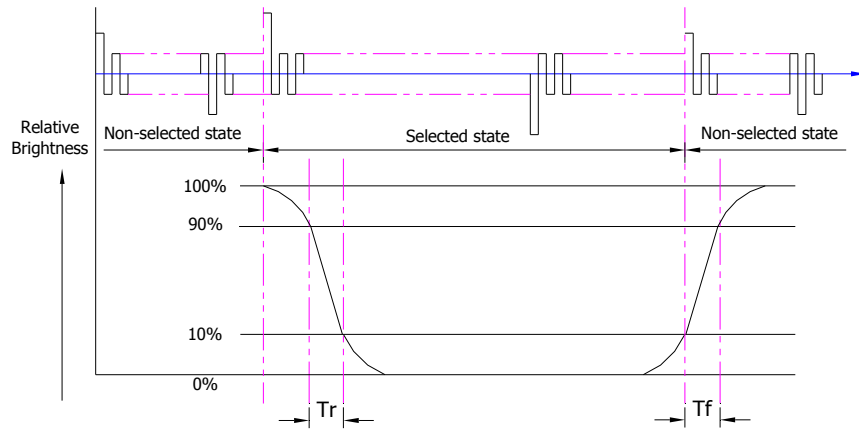 Relative
Brightness
Non-selected state
Selected state
Non-selected state
100%
90%
10%
0%
Tr
Tf